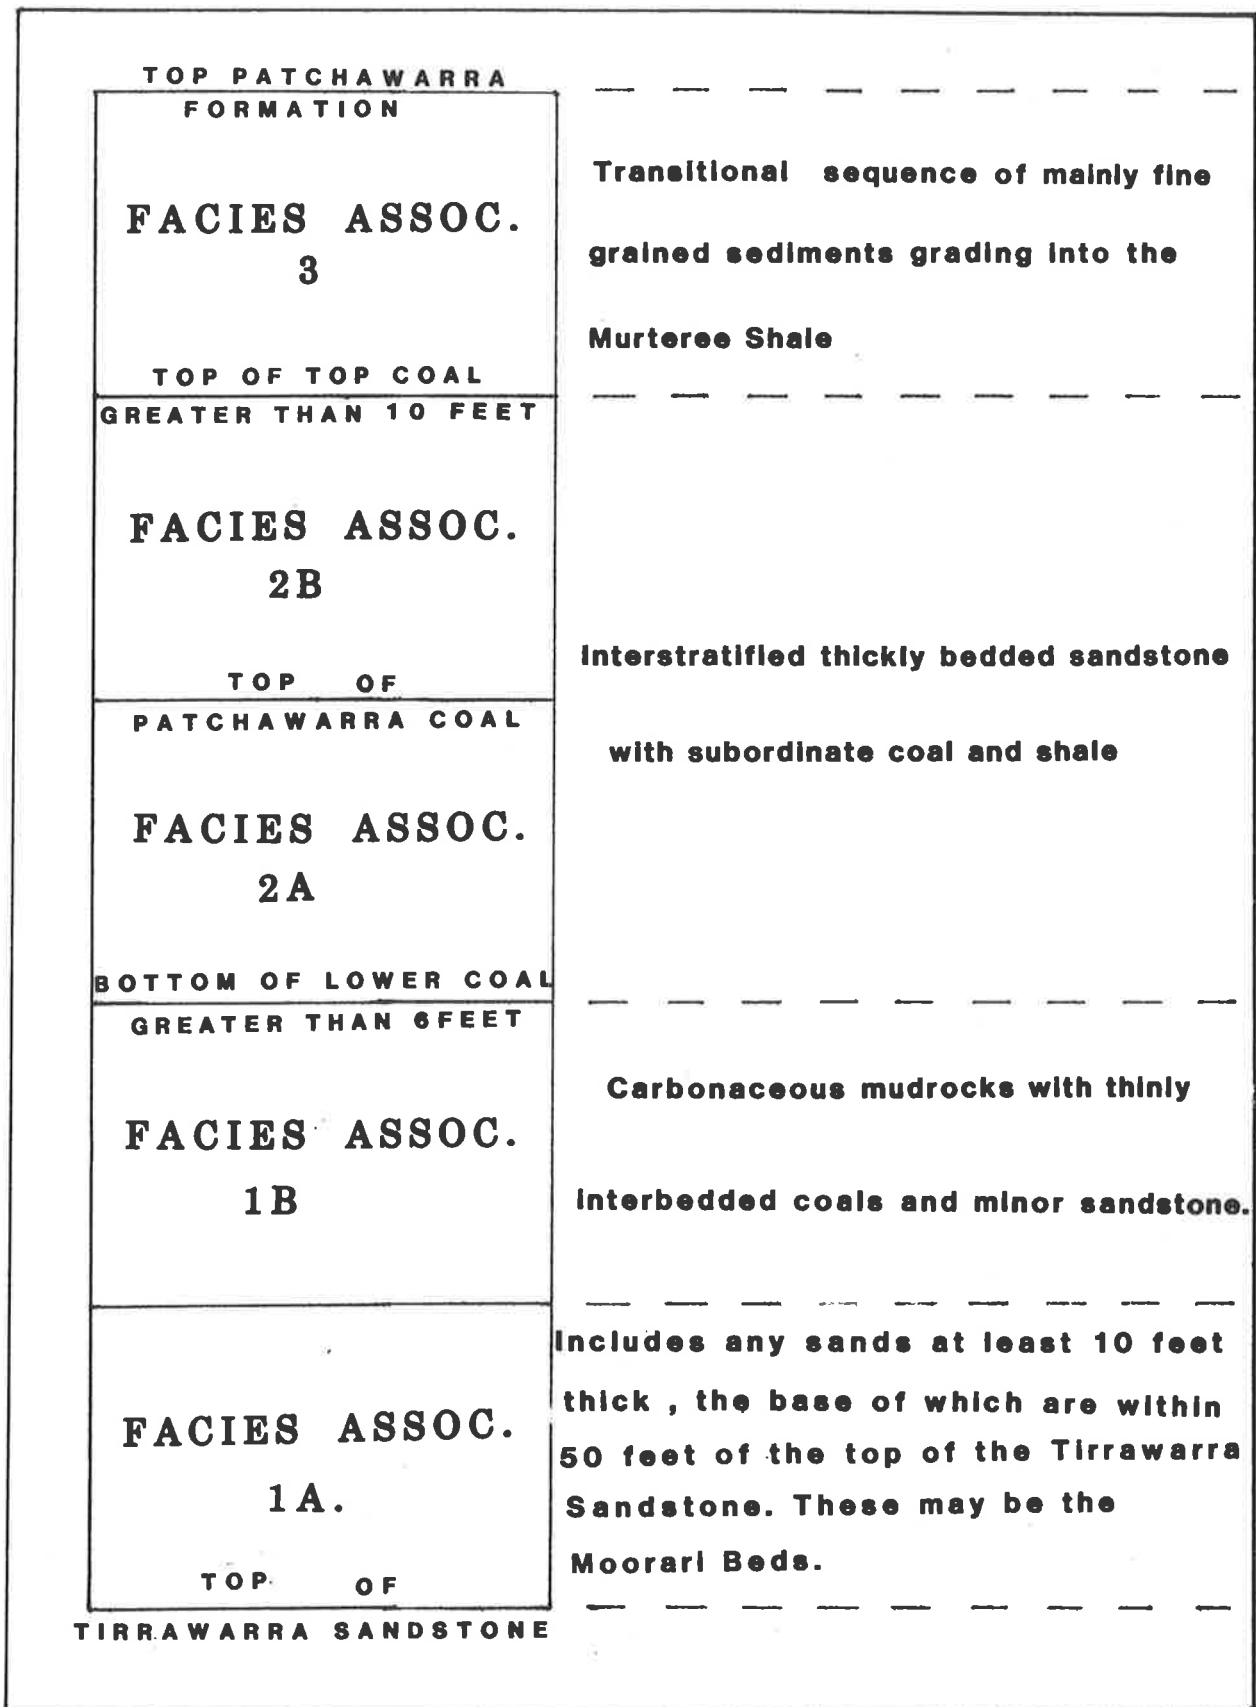 TOP PATCHAWARRA
FORMATION
FACIES ASSOC.
3
Transitional sequence of mainly fine
grained sediments grading into the
Murteree Shale
TOP OF TOP COAL
GREATER THAN 10 FEET
FACIES ASSOC.
2B
TOP OF
PATCHAWARRA COAL
FACIES ASSOC.
2A
Interstratified thickly bedded sandstone
with subordinate coal and shale
BOTTOM OF LOWER COAL
GREATER THAN 6FEET
FACIES ASSOC.
1B
Carbonaceous mudrocks with thinly
interbedded coals and minor sandstone.
FACIES ASSOC.
1A.
Includes any sands at least 10 feet
thick , the base of which are within
50 feet of the top of the Tirrawarra
Sandstone. These may be the
Moorari Beds.
TOP OF
TIRRAWARRA SANDSTONE